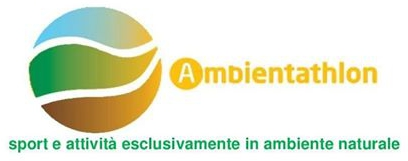 Ambientathlon
sport e attività esclusivamente in ambiente naturale